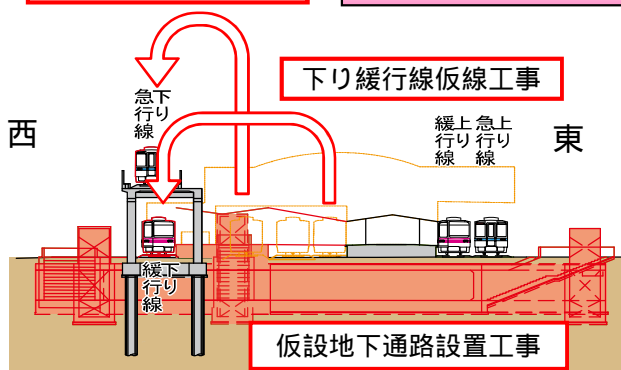 下り緩行線仮線工事
西
下り
急行線
上り
緩行線
上り
急行線
東
下り
緩行線
仮設地下通路設置工事